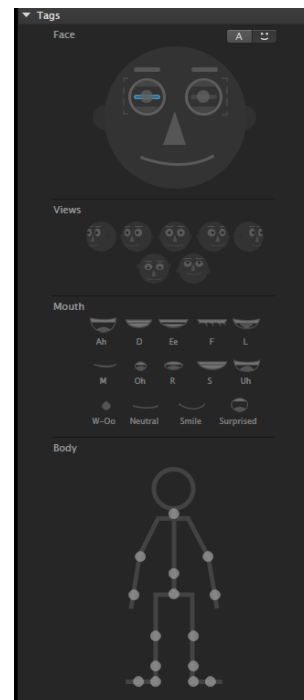 Tags
Face
A
Views
Mouth
Ah D Ee F L
M Oh R S Uh
W-Oo Neutral Smile Surprised
Body